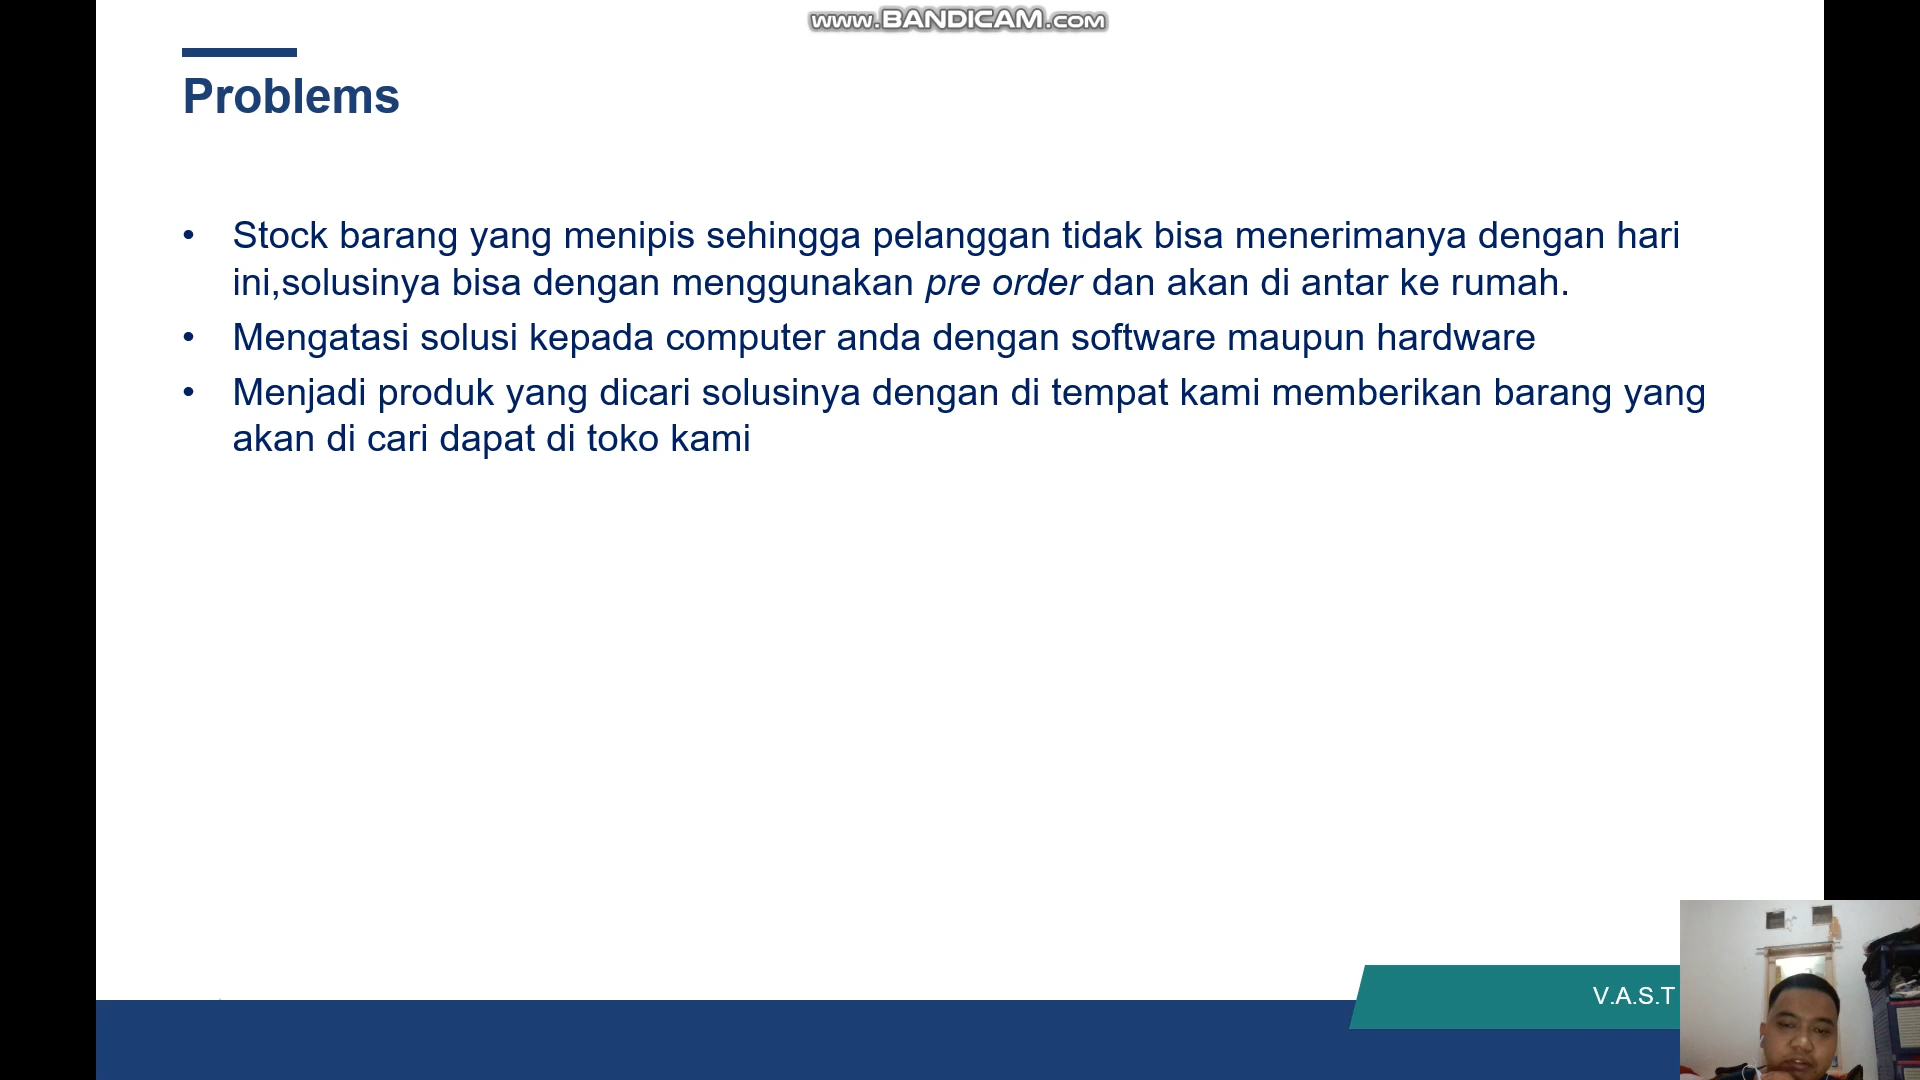 www.BANDICAM.com
Problems
• Stock barang yang menipis sehingga pelanggan tidak bisa menerimanya dengan hari
ini,solusinya bisa dengan menggunakan pre order dan akan di antar ke rumah.
• Mengatasi solusi kepada computer anda dengan software maupun hardware
• Menjadi produk yang dicari solusinya dengan di tempat kami memberikan barang yang
akan di cari dapat di toko kami
V.A.S.T